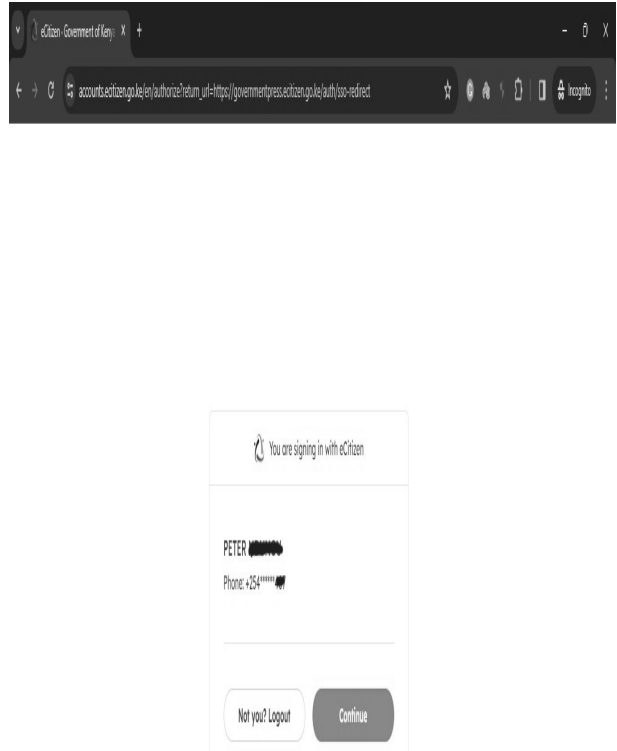 eCitizen - Government of Keny
accounts.ecitizen.go.ke/en/authorize?return_url=https://governmentpress.ecitizen.go.ke/auth/sso-redirect
Incognito
You are signing in with eCitizen
PETER
Phone: +254******
Not you? Logout
Continue